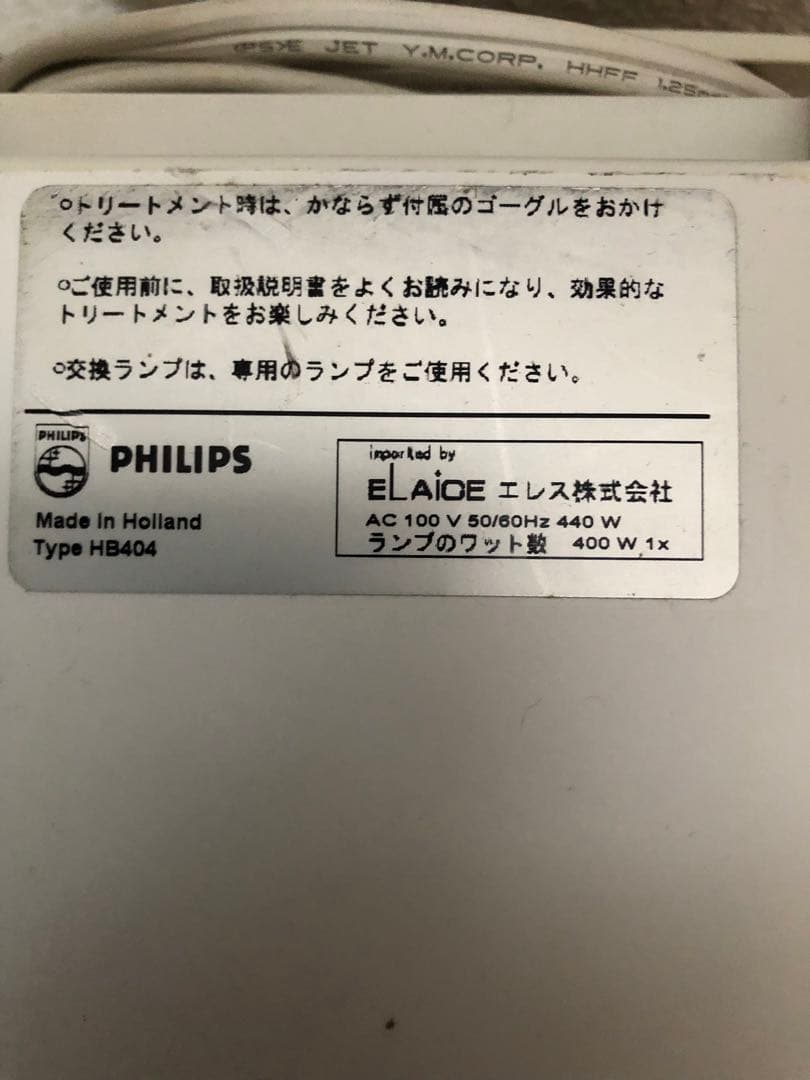 <PS>E JET Y.M.CORP. HHFF 1.25
○トリートメント時は、かならず付属のゴーグルをおかけ
ください。
○ご使用前に、取扱説明書をよくお読みになり、効果的な
トリートメントをお楽しみください。
○交換ランプは、専用のランプをご使用ください。
PHILIPS
PHILIPS
Made in Holland
Type HB404
imported by
ELAICE エレス株式会社
AC 100 V 50/60Hz 440 W
ランプのワット数 400 W 1x